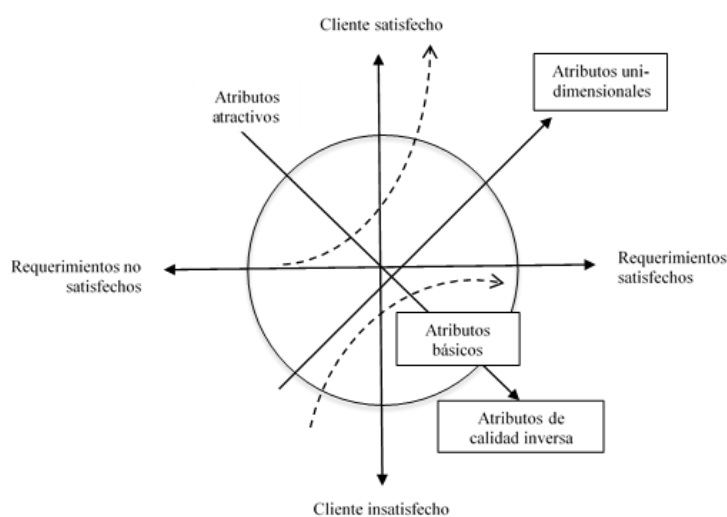 Cliente satisfecho
Atributos uni-
dimensionales
Atributos
atractivos
Requerimientos no
satisfechos
Requerimientos
satisfechos
Atributos
básicos
Atributos de
calidad inversa
Cliente insatisfecho